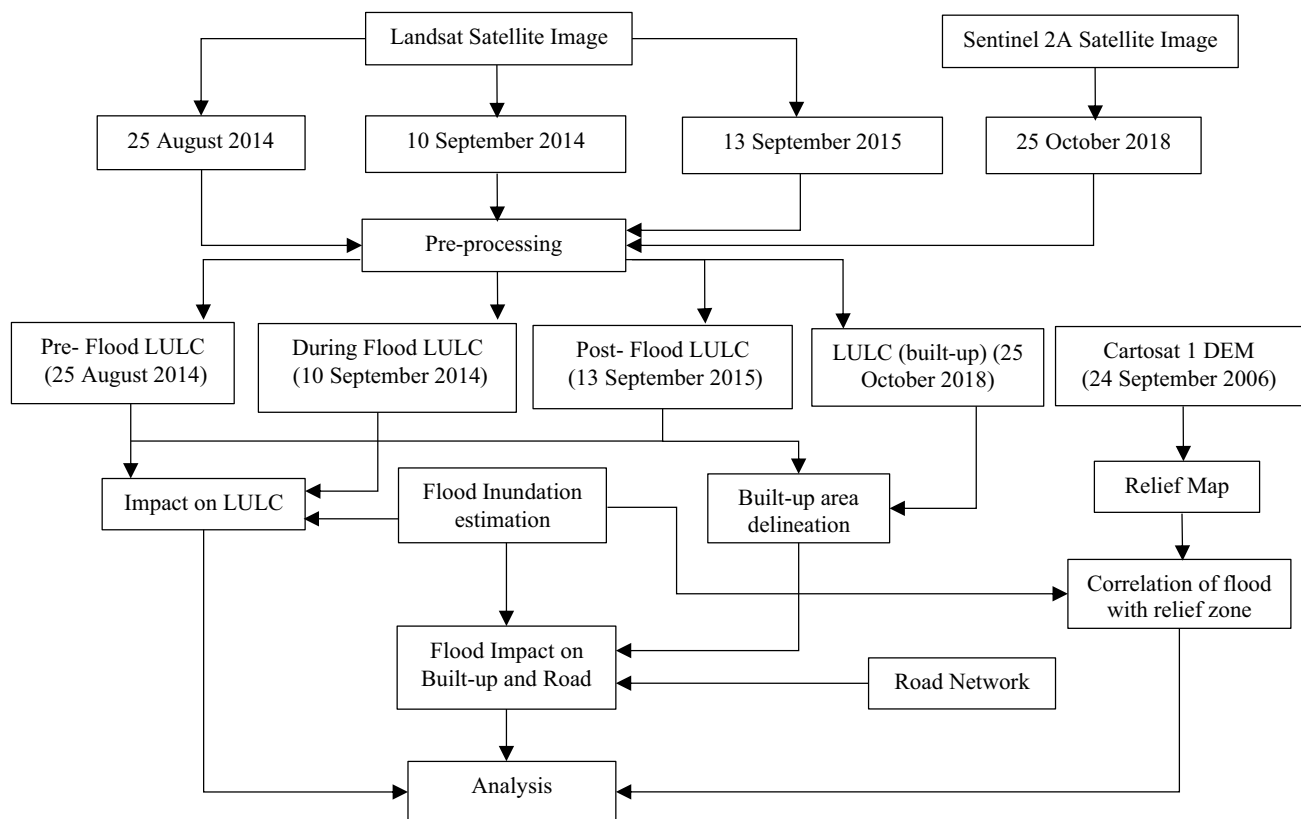 Landsat Satellite Image
Sentinel 2A Satellite Image
25 August 2014
10 September 2014
13 September 2015
25 October 2018
Pre-processing
Pre- Flood LULC
(25 August 2014)
During Flood LULC
(10 September 2014)
Post- Flood LULC
(13 September 2015)
LULC (built-up) (25
October 2018)
Cartosat 1 DEM
(24 September 2006)
Impact on LULC
Flood Inundation
estimation
Built-up area
delineation
Relief Map
Correlation of flood
with relief zone
Flood Impact on
Built-up and Road
Road Network
Analysis